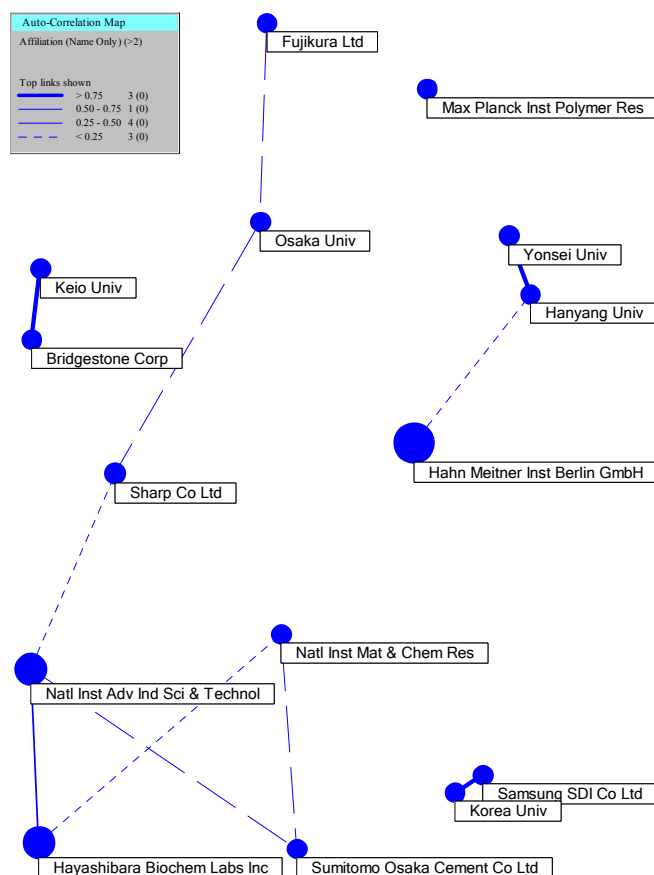 Auto-Correlation Map
Affiliation (Name Only) (>2)
Top links shown
> 0.75 3 (0)
0.50 - 0.75 1 (0)
0.25 - 0.50 4 (0)
< 0.25 3 (0)
Fujikura Ltd
Max Planck Inst Polymer Res
Osaka Univ
Yonsei Univ
Keio Univ
Hanyang Univ
Bridgestone Corp
Hahn Meitner Inst Berlin GmbH
Sharp Co Ltd
Natl Inst Mat & Chem Res
Natl Inst Adv Ind Sci & Technol
Samsung SDI Co Ltd
Korea Univ
Hayashibara Biochem Labs Inc
Sumitomo Osaka Cement Co Ltd